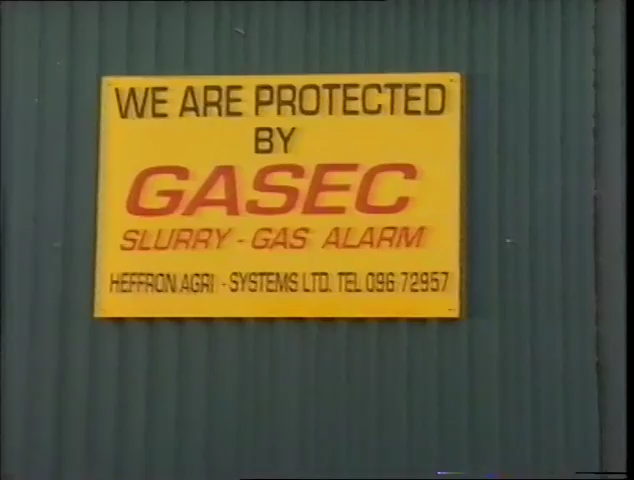 WE ARE PROTECTED
BY
GASEC
SLURRY - GAS ALARM
HEFFRON AGRI - SYSTEMS LTD. TEL 096 72957